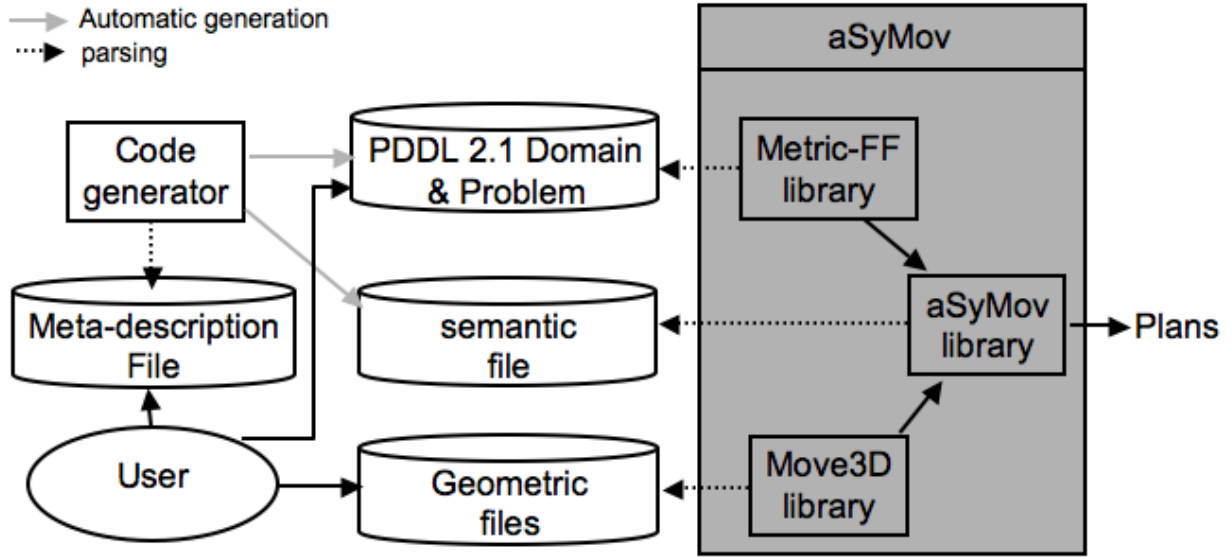 Automatic generation
parsing
aSyMov
Code
generator
PDDL 2.1 Domain
& Problem
Metric-FF
library
Meta-description
File
semantic
file
aSyMov
library
Plans
User
Geometric
files
Move3D
library